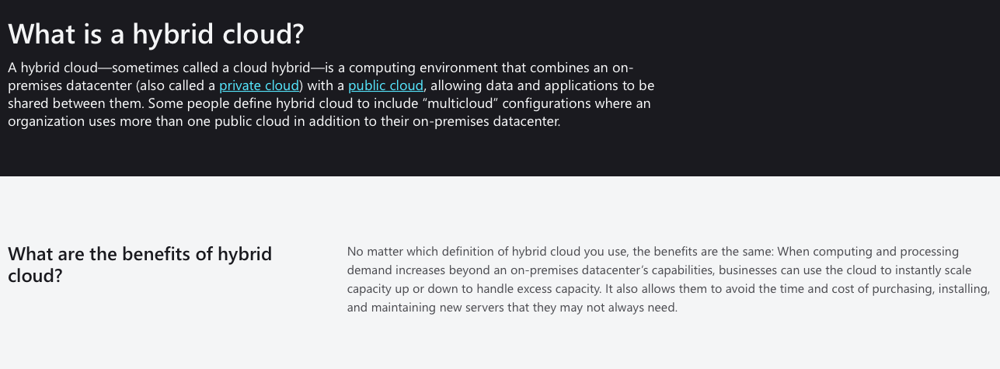 What is a hybrid cloud?
A hybrid cloud—sometimes called a cloud hybrid—is a computing environment that combines an on-
premises datacenter (also called a private cloud) with a public cloud, allowing data and applications to be
shared between them. Some people define hybrid cloud to include “multicloud” configurations where an
organization uses more than one public cloud in addition to their on-premises datacenter.
What are the benefits of hybrid
cloud?
No matter which definition of hybrid cloud you use, the benefits are the same: When computing and processing
demand increases beyond an on-premises datacenter’s capabilities, businesses can use the cloud to instantly scale
capacity up or down to handle excess capacity. It also allows them to avoid the time and cost of purchasing, installing,
and maintaining new servers that they may not always need.